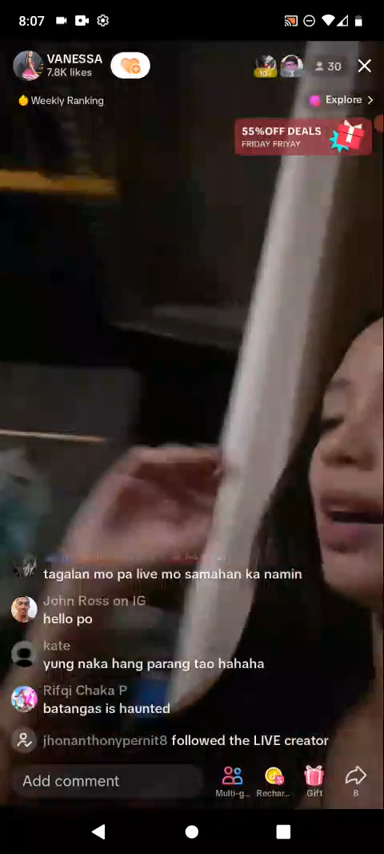 8:07
VANESSA
7.8K likes
10
3
30
Weekly Ranking
Explore
55%OFF DEALS
FRIDAY FRIYAY
tagalan mo pa live mo samahan ka namin
John Ross on IG
hello po
kate
yung naka hang parang tao hahaha
Rifqi Chaka P
batangas is haunted
jhonanthonypernit8 followed the LIVE creator
Add comment
Multi-g...
Rechar...
Gift
8